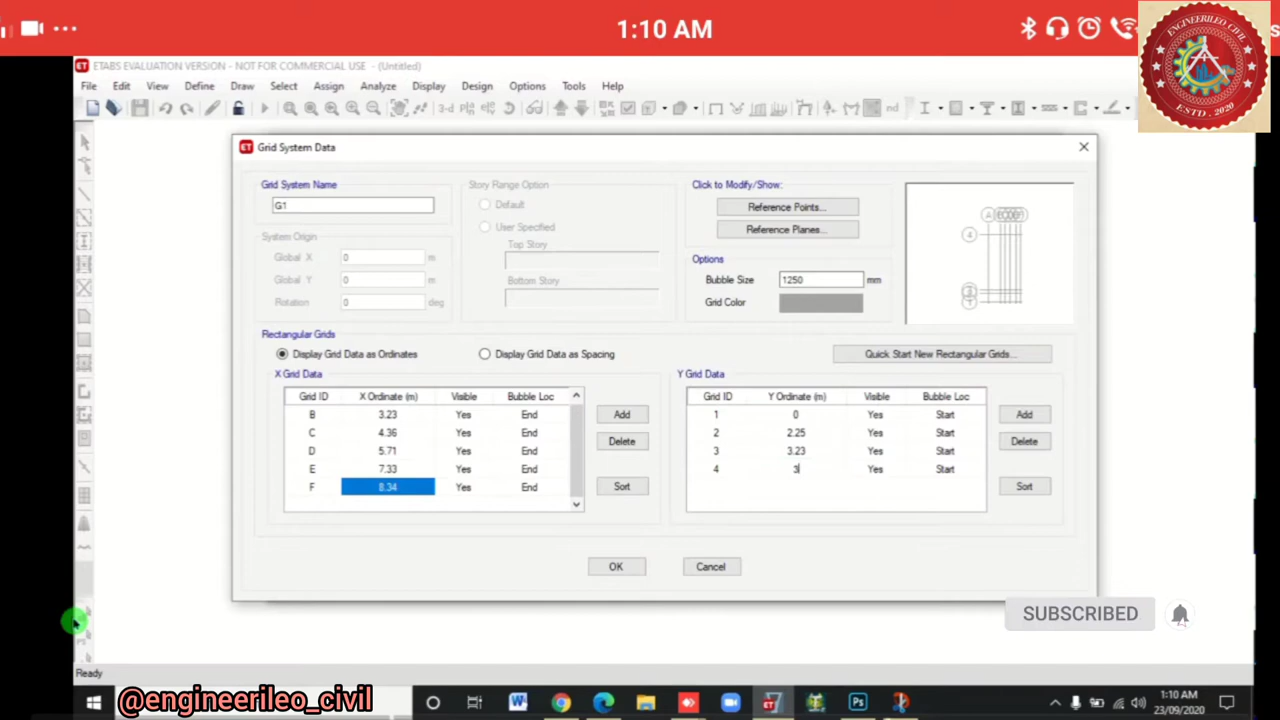 1:10 AM
ENGINEERILEO CIVIL
ESTD. 2020
ETABS EVALUATION VERSION - NOT FOR COMMERCIAL USE - (Untitled)
File Edit View Define Draw Select Assign Analyze Display Design Options Tools Help
3-d nd
Grid System Data
Grid System Name
G1
System Origin
Global X 0 m
Global Y 0 m
Rotation 0 deg
Story Range Option
Default
User Specified
Top Story
Bottom Story
Click to Modify/Show:
Reference Points...
Reference Planes...
Options
Bubble Size 1250 mm
Grid Color
A
4
Rectangular Grids
Display Grid Data as Ordinates Display Grid Data as Spacing Quick Start New Rectangular Grids...
X Grid Data
Grid ID X Ordinate (m) Visible Bubble Loc
B 3.23 Yes End
C 4.36 Yes End
D 5.71 Yes End
E 7.33 Yes End
F 8.34 Yes End
Add
Delete
Sort
Y Grid Data
Grid ID Y Ordinate (m) Visible Bubble Loc
1 0 Yes Start
2 2.25 Yes Start
3 3.23 Yes Start
4 3 Yes Start
Add
Delete
Sort
OK Cancel
SUBSCRIBED
Ready
@engineerileo_civil
1:10 AM
23/09/2020